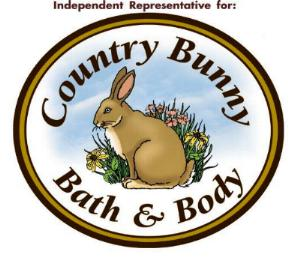 Independent Representative for:
Country Bunny
Bath & Body